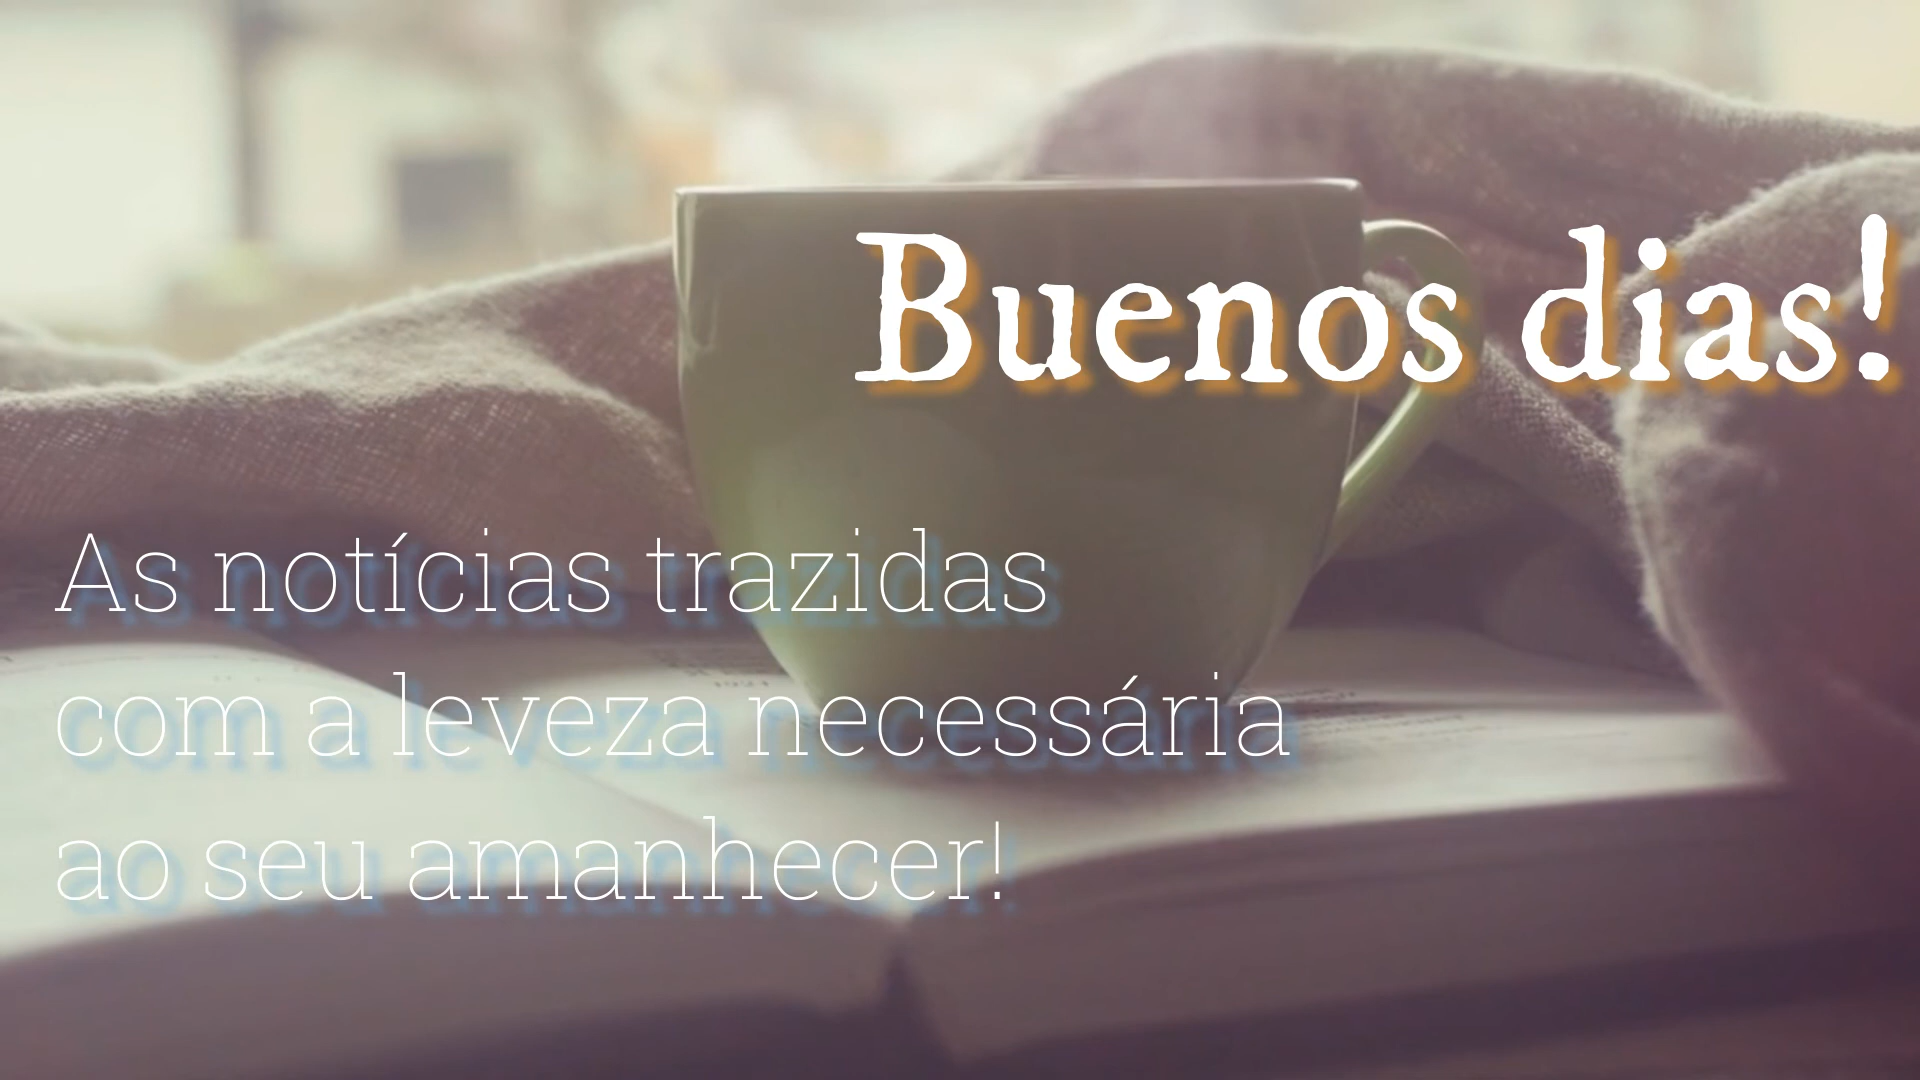 Buenos dias!
As notícias trazidas
com a leveza necessária
ao seu amanhecer!